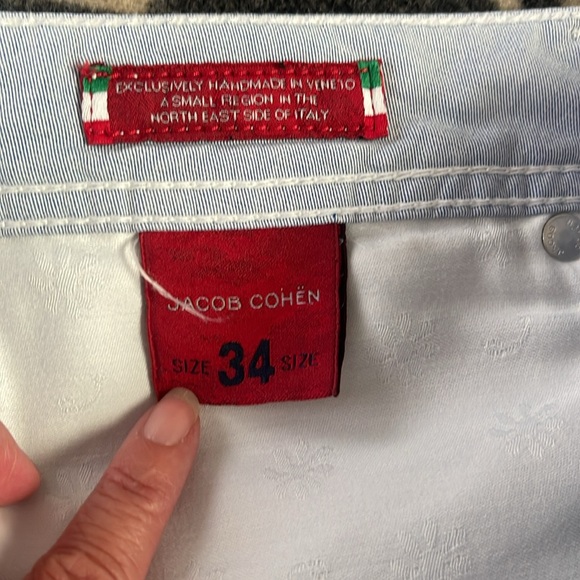 EXCLUSIVELY HANDMADE IN VENETO
A SMALL REGION IN THE
NORTH EAST SIDE OF ITALY
JACOB COHËN
SIZE 34 SIZE